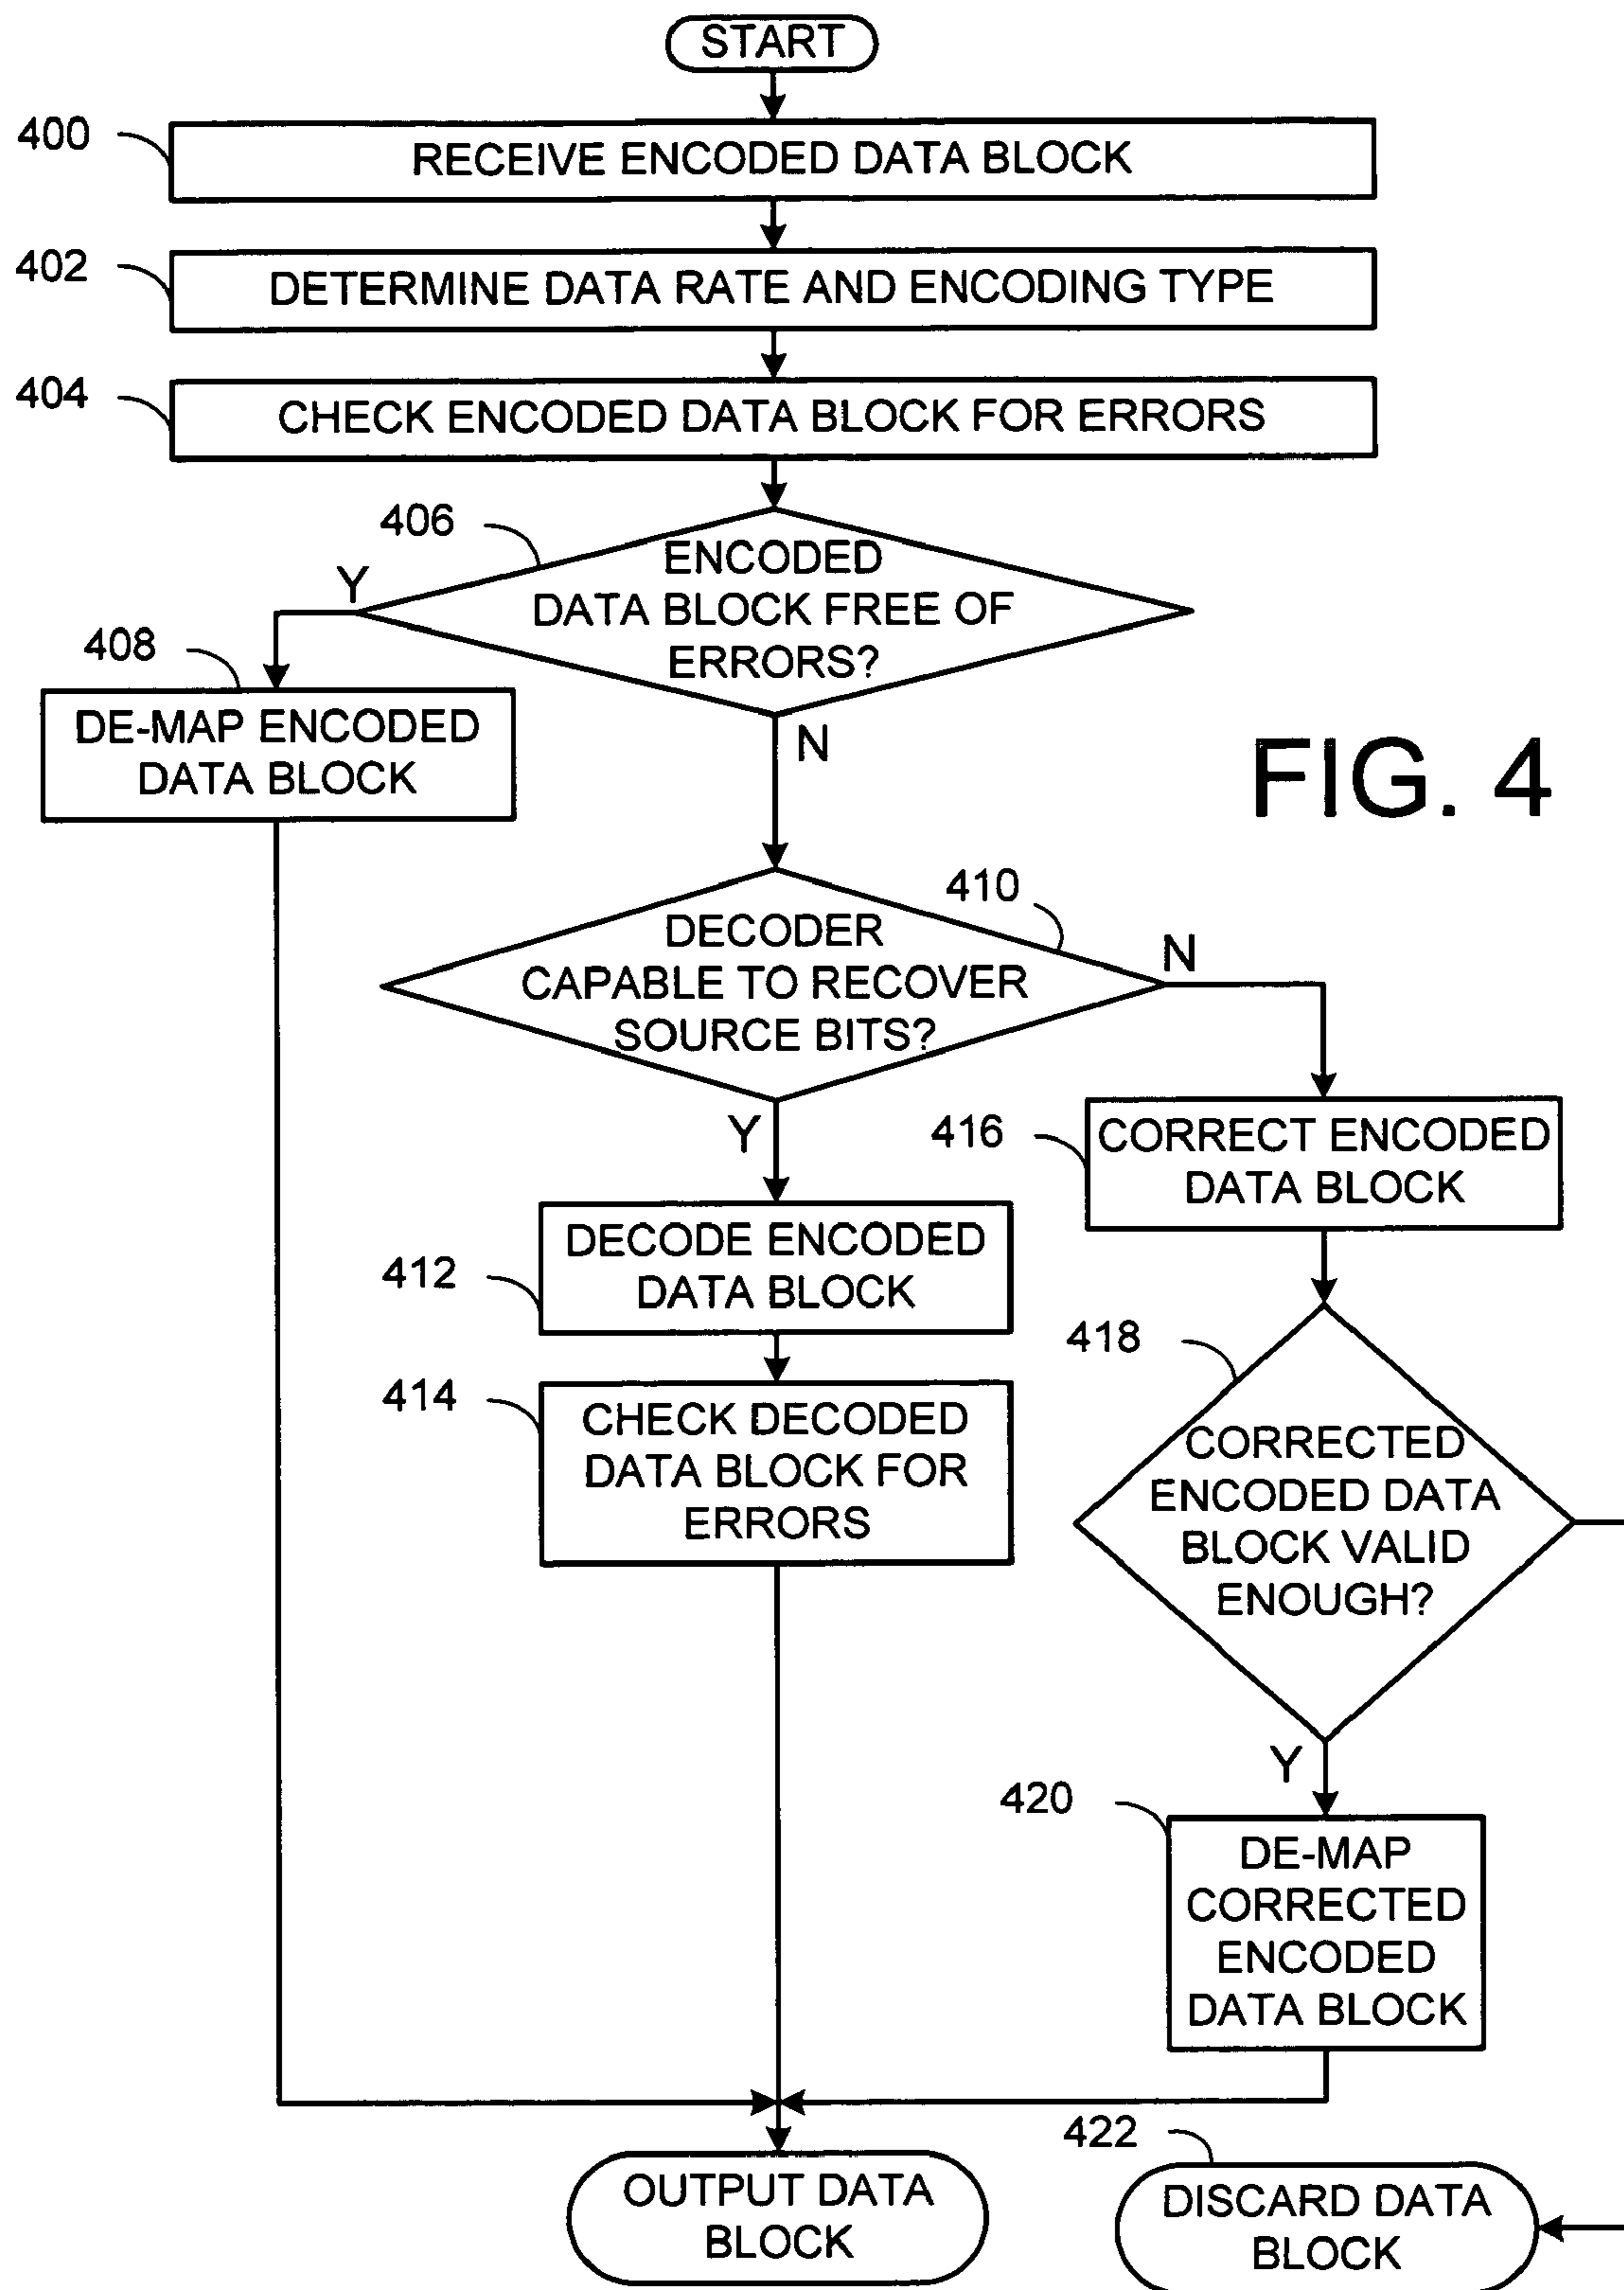 START
400
RECEIVE ENCODED DATA BLOCK
402
DETERMINE DATA RATE AND ENCODING TYPE
404
CHECK ENCODED DATA BLOCK FOR ERRORS
406
ENCODED
DATA BLOCK FREE OF
ERRORS?
Y
N
408
DE-MAP ENCODED
DATA BLOCK
FIG. 4
410
DECODER
CAPABLE TO RECOVER
SOURCE BITS?
N
Y
416
CORRECT ENCODED
DATA BLOCK
412
DECODE ENCODED
DATA BLOCK
414
CHECK DECODED
DATA BLOCK FOR
ERRORS
418
CORRECTED
ENCODED DATA
BLOCK VALID
ENOUGH?
Y
420
DE-MAP
CORRECTED
ENCODED
DATA BLOCK
OUTPUT DATA
BLOCK
422
DISCARD DATA
BLOCK